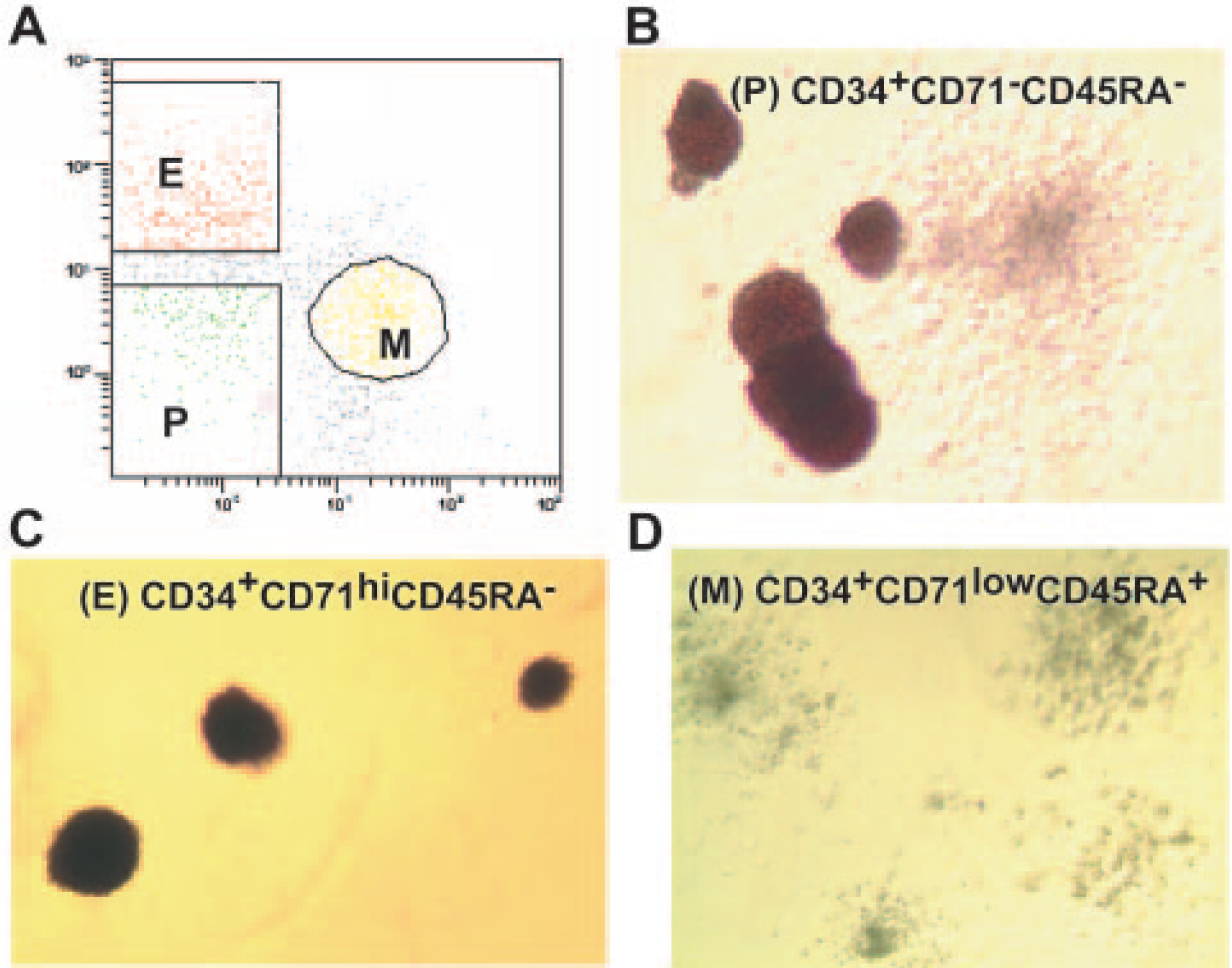 A
E
P
M
B
(P) CD34⁺CD71⁻CD45RA⁻
C
(E) CD34⁺CD71ʰⁱCD45RA⁻
D
(M) CD34⁺CD71ˡᵒʷCD45RA⁺